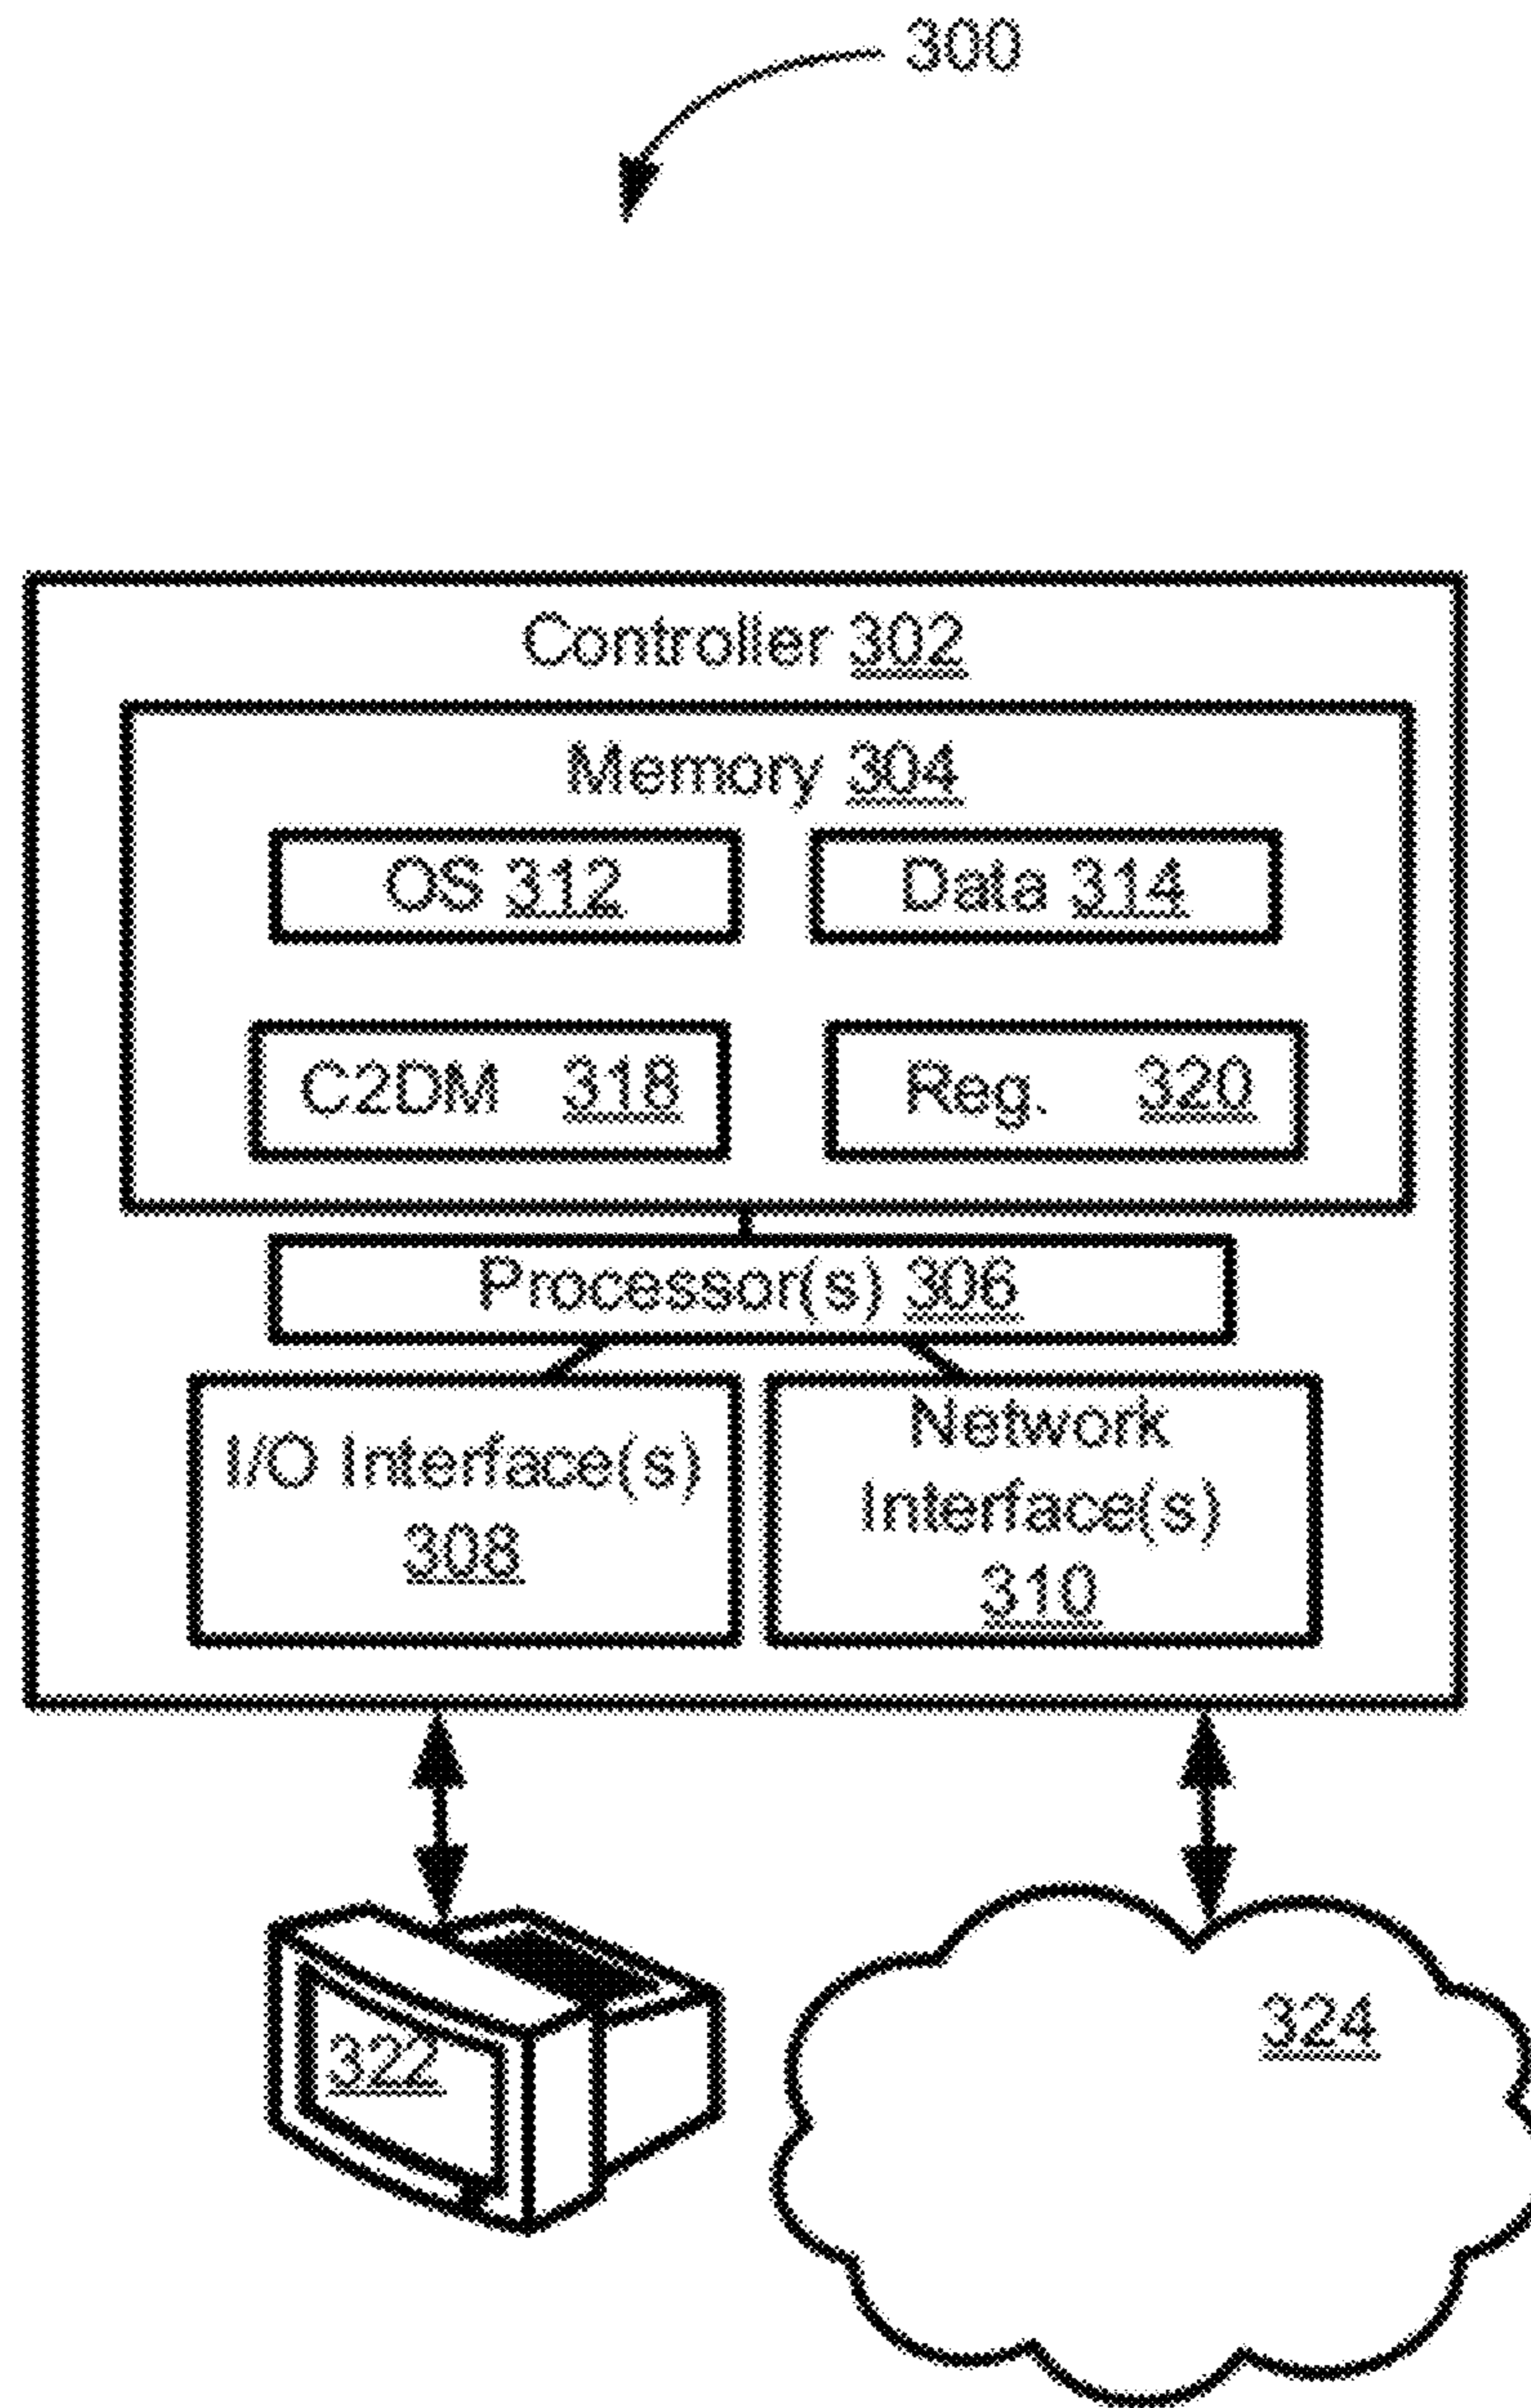 300
Controller 302
Memory 304
OS 312
Data 314
C2DM 318
Reg. 320
Processor(s) 306
I/O Interface(s)
308
Network
Interface(s)
310
322
324